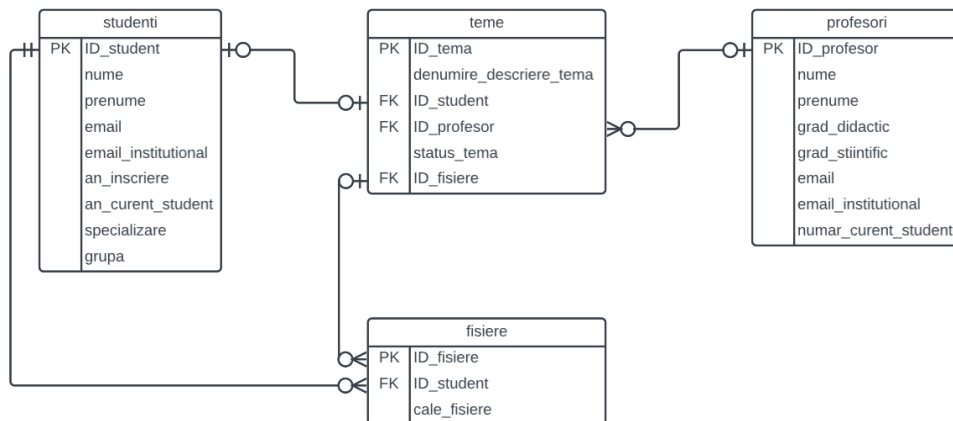 studenti
PK ID_student
nume
prenume
email
email_institutional
an_inscriere
an_curent_student
specializare
grupa
teme
PK ID_tema
denumire_descriere_tema
FK ID_student
FK ID_profesor
status_tema
FK ID_fisiere
profesori
PK ID_profesor
nume
prenume
grad_didactic
grad_stiintific
email
email_institutional
numar_curent_student
fisiere
PK ID_fisiere
FK ID_student
cale_fisiere